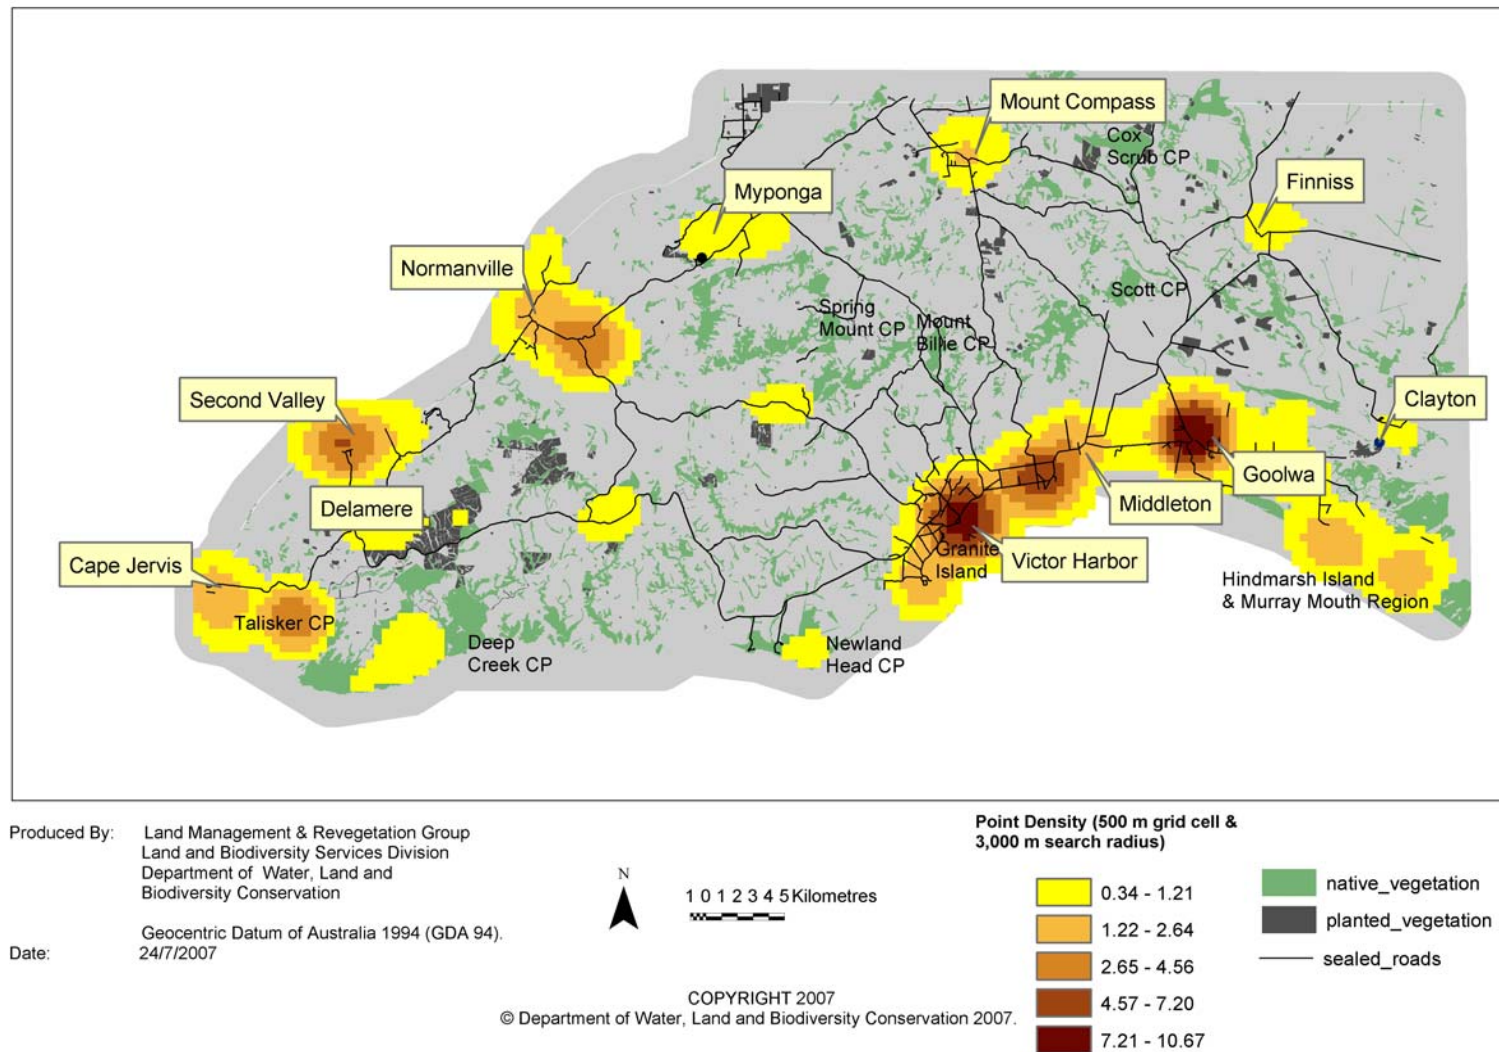 Mount Compass
Cox
Scrub CP
Finniss
Myponga
Normanville
Scott CP
Spring
Mount CP
Mount
Billie CP
Second Valley
Clayton
Goolwa
Delamere
Middleton
Cape Jervis
Granite
Island
Victor Harbor
Hindmarsh Island
& Murray Mouth Region
Talisker CP
Deep
Creek CP
Newland
Head CP
Produced By: Land Management & Revegetation Group
Land and Biodiversity Services Division
Department of Water, Land and
Biodiversity Conservation
Geocentric Datum of Australia 1994 (GDA 94).
Date: 24/7/2007
N
1 0 1 2 3 4 5 Kilometres
COPYRIGHT 2007
© Department of Water, Land and Biodiversity Conservation 2007.
Point Density (500 m grid cell &
3,000 m search radius)
0.34 - 1.21
1.22 - 2.64
2.65 - 4.56
4.57 - 7.20
7.21 - 10.67
native_vegetation
planted_vegetation
sealed_roads